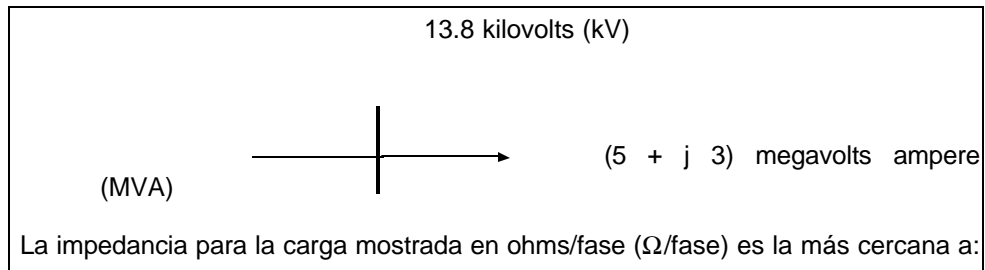 13.8 kilovolts (kV)
(5 + j 3) megavolts ampere
(MVA)
La impedancia para la carga mostrada en ohms/fase (Ω/fase) es la más cercana a: